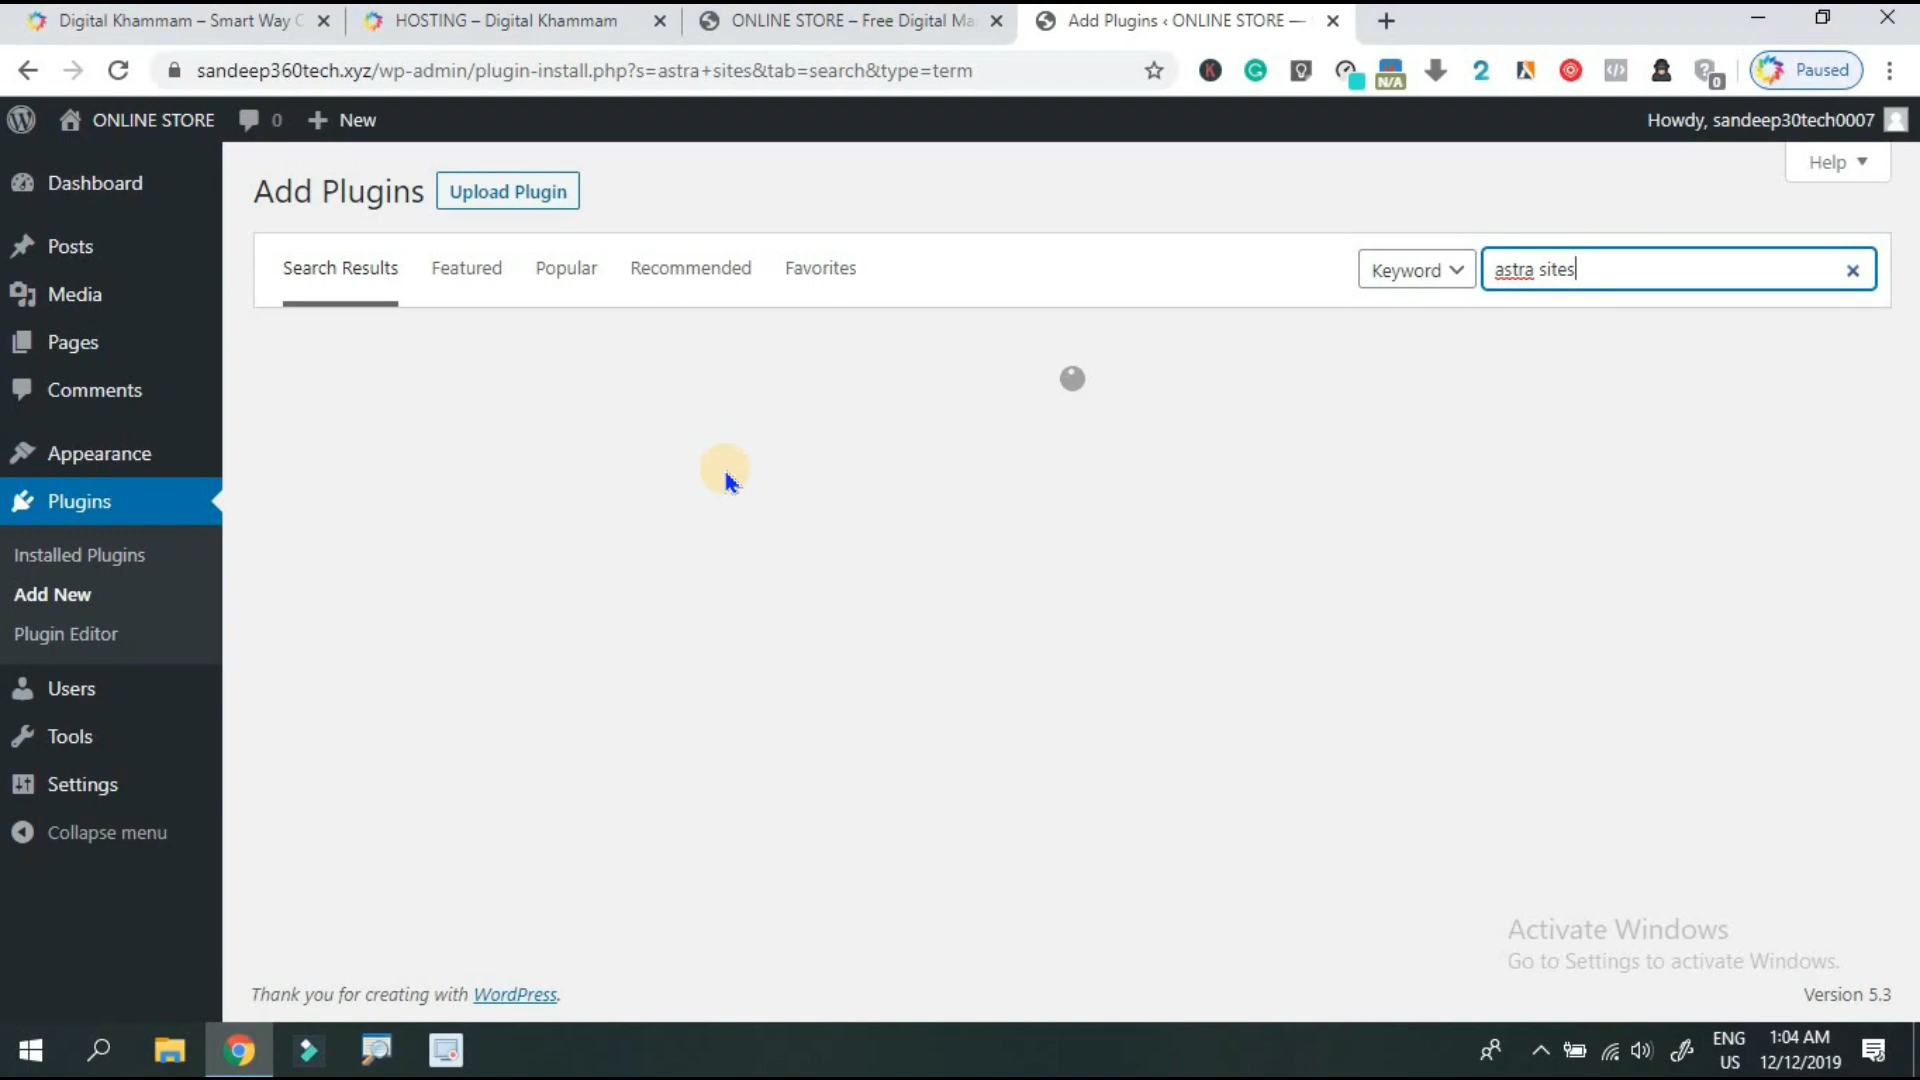 Digital Khammam – Smart Way C
HOSTING – Digital Khammam
ONLINE STORE – Free Digital Ma
Add Plugins ‹ ONLINE STORE —
sandeep360tech.xyz/wp-admin/plugin-install.php?s=astra+sites&tab=search&type=term
N/A
2
0
Paused
ONLINE STORE
0
New
Howdy, sandeep30tech0007
Help
Dashboard
Posts
Media
Pages
Comments
Appearance
Plugins
Installed Plugins
Add New
Plugin Editor
Users
Tools
Settings
Collapse menu
Add Plugins
Upload Plugin
Search Results
Featured
Popular
Recommended
Favorites
Keyword
astra sites
Activate Windows
Go to Settings to activate Windows.
Thank you for creating with WordPress.
Version 5.3
ENG
US
1:04 AM
12/12/2019